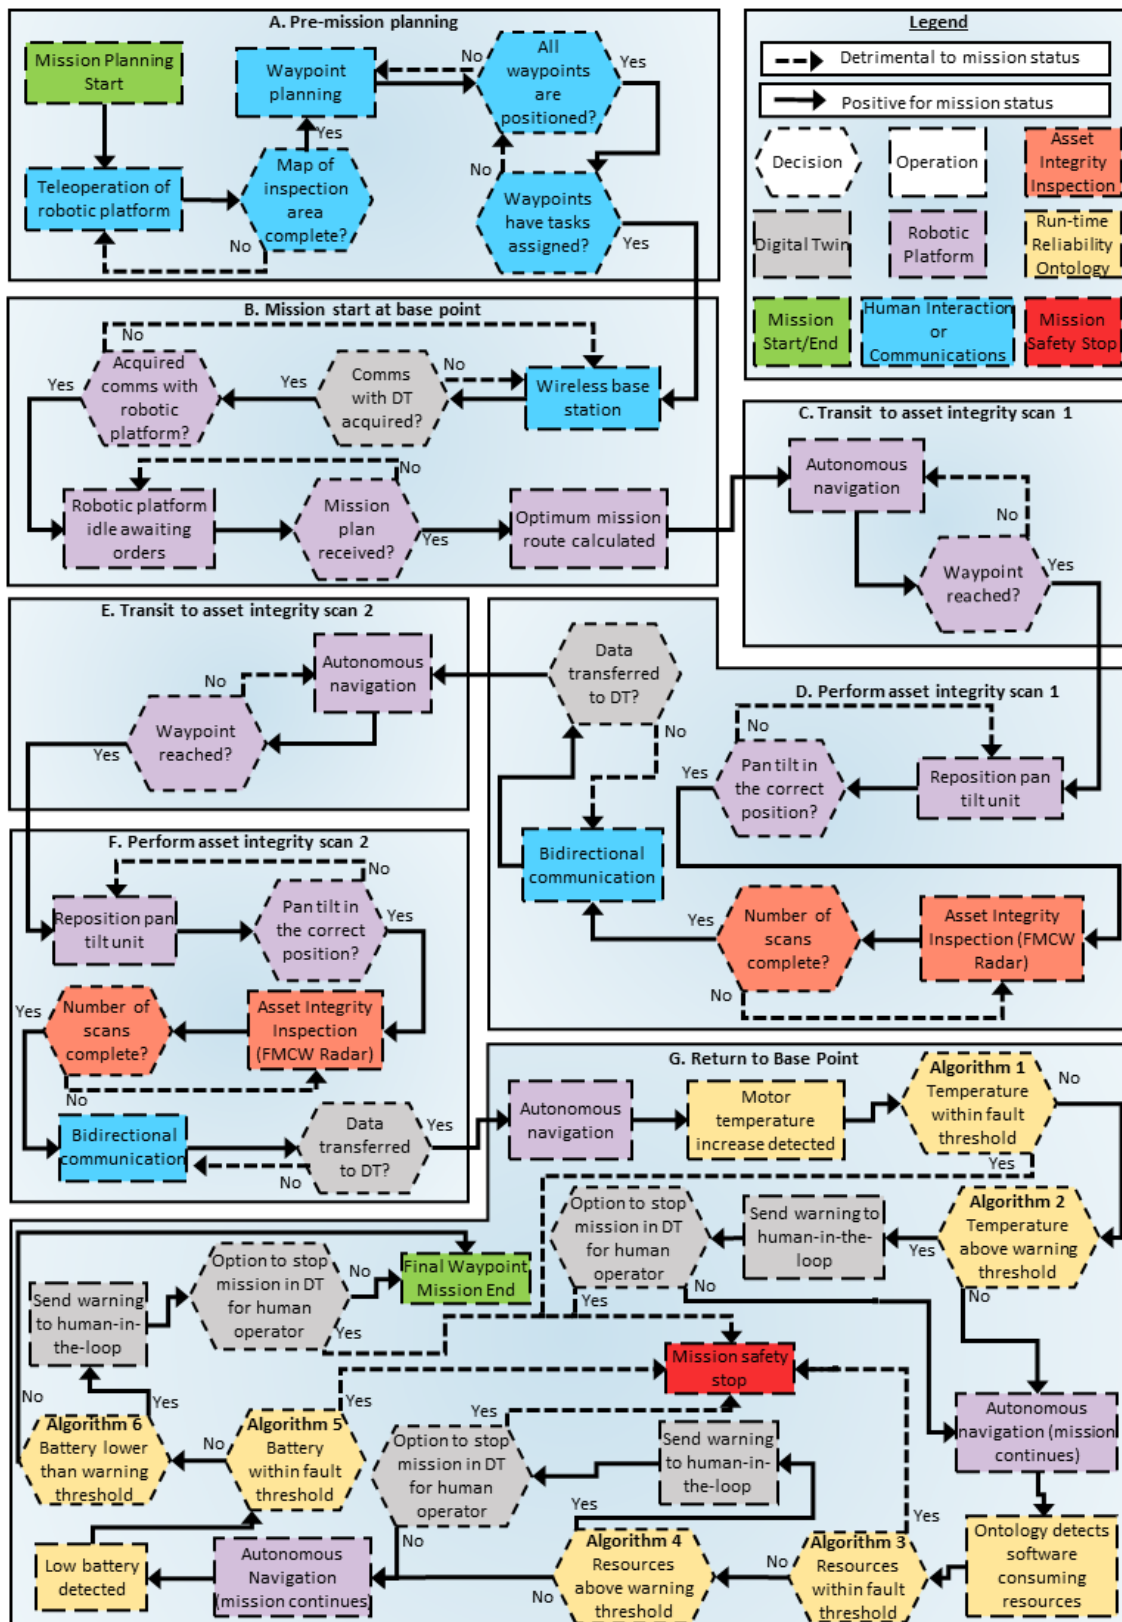 A. Pre-mission planning
Mission Planning
Start
Waypoint
planning
No
All
waypoints
are
positioned?
Yes
Yes
Teleoperation of
robotic platform
Map of
inspection
area
complete?
No
No
Waypoints
have tasks
assigned?
Yes
Legend
Detrimental to mission status
Positive for mission status
Decision
Operation
Asset
Integrity
Inspection
Digital Twin
Robotic
Platform
Run-time
Reliability
Ontology
Mission
Start/End
Human Interaction
or
Communications
Mission
Safety Stop
B. Mission start at base point
No
Yes
Acquired
comms with
robotic
platform?
Yes
Comms
with DT
acquired?
No
Wireless base
station
No
Robotic platform
idle awaiting
orders
Mission
plan
received?
Yes
Optimum mission
route calculated
C. Transit to asset integrity scan 1
Autonomous
navigation
No
Waypoint
reached?
Yes
E. Transit to asset integrity scan 2
Autonomous
navigation
No
Waypoint
reached?
Yes
Data
transferred
to DT?
No
D. Perform asset integrity scan 1
No
Yes
Pan tilt in
the correct
position?
Reposition pan
tilt unit
Bidirectional
communication
Yes
Number of
scans
complete?
No
Asset Integrity
Inspection (FMCW
Radar)
F. Perform asset integrity scan 2
No
Reposition pan
tilt unit
Pan tilt in
the correct
position?
Yes
Yes
Number of
scans
complete?
No
Asset Integrity
Inspection
(FMCW Radar)
Bidirectional
communication
No
Data
transferred
to DT?
Yes
G. Return to Base Point
Autonomous
navigation
Motor
temperature
increase detected
Algorithm 1
Temperature
within fault
threshold
No
Yes
Option to stop
mission in DT
for human
operator
Yes
No
Send warning to
human-in-the-
loop
Yes
Algorithm 2
Temperature
above warning
threshold
No
Send warning
to human-in-
the-loop
Option to stop
mission in DT
for human
operator
No
Yes
Final Waypoint
Mission End
Mission safety
stop
Autonomous
navigation (mission
continues)
No
Yes
Algorithm 6
Battery lower
than warning
threshold
No
Algorithm 5
Battery within
fault
threshold
Yes
Option to stop
mission in DT
for human
operator
Yes
No
Send warning
to human-in-
the-loop
Yes
Yes
Low battery
detected
Autonomous
Navigation
(mission continues)
No
Algorithm 4
Resources
above warning
threshold
No
Algorithm 3
Resources
within fault
threshold
Ontology detects
software
consuming
resources